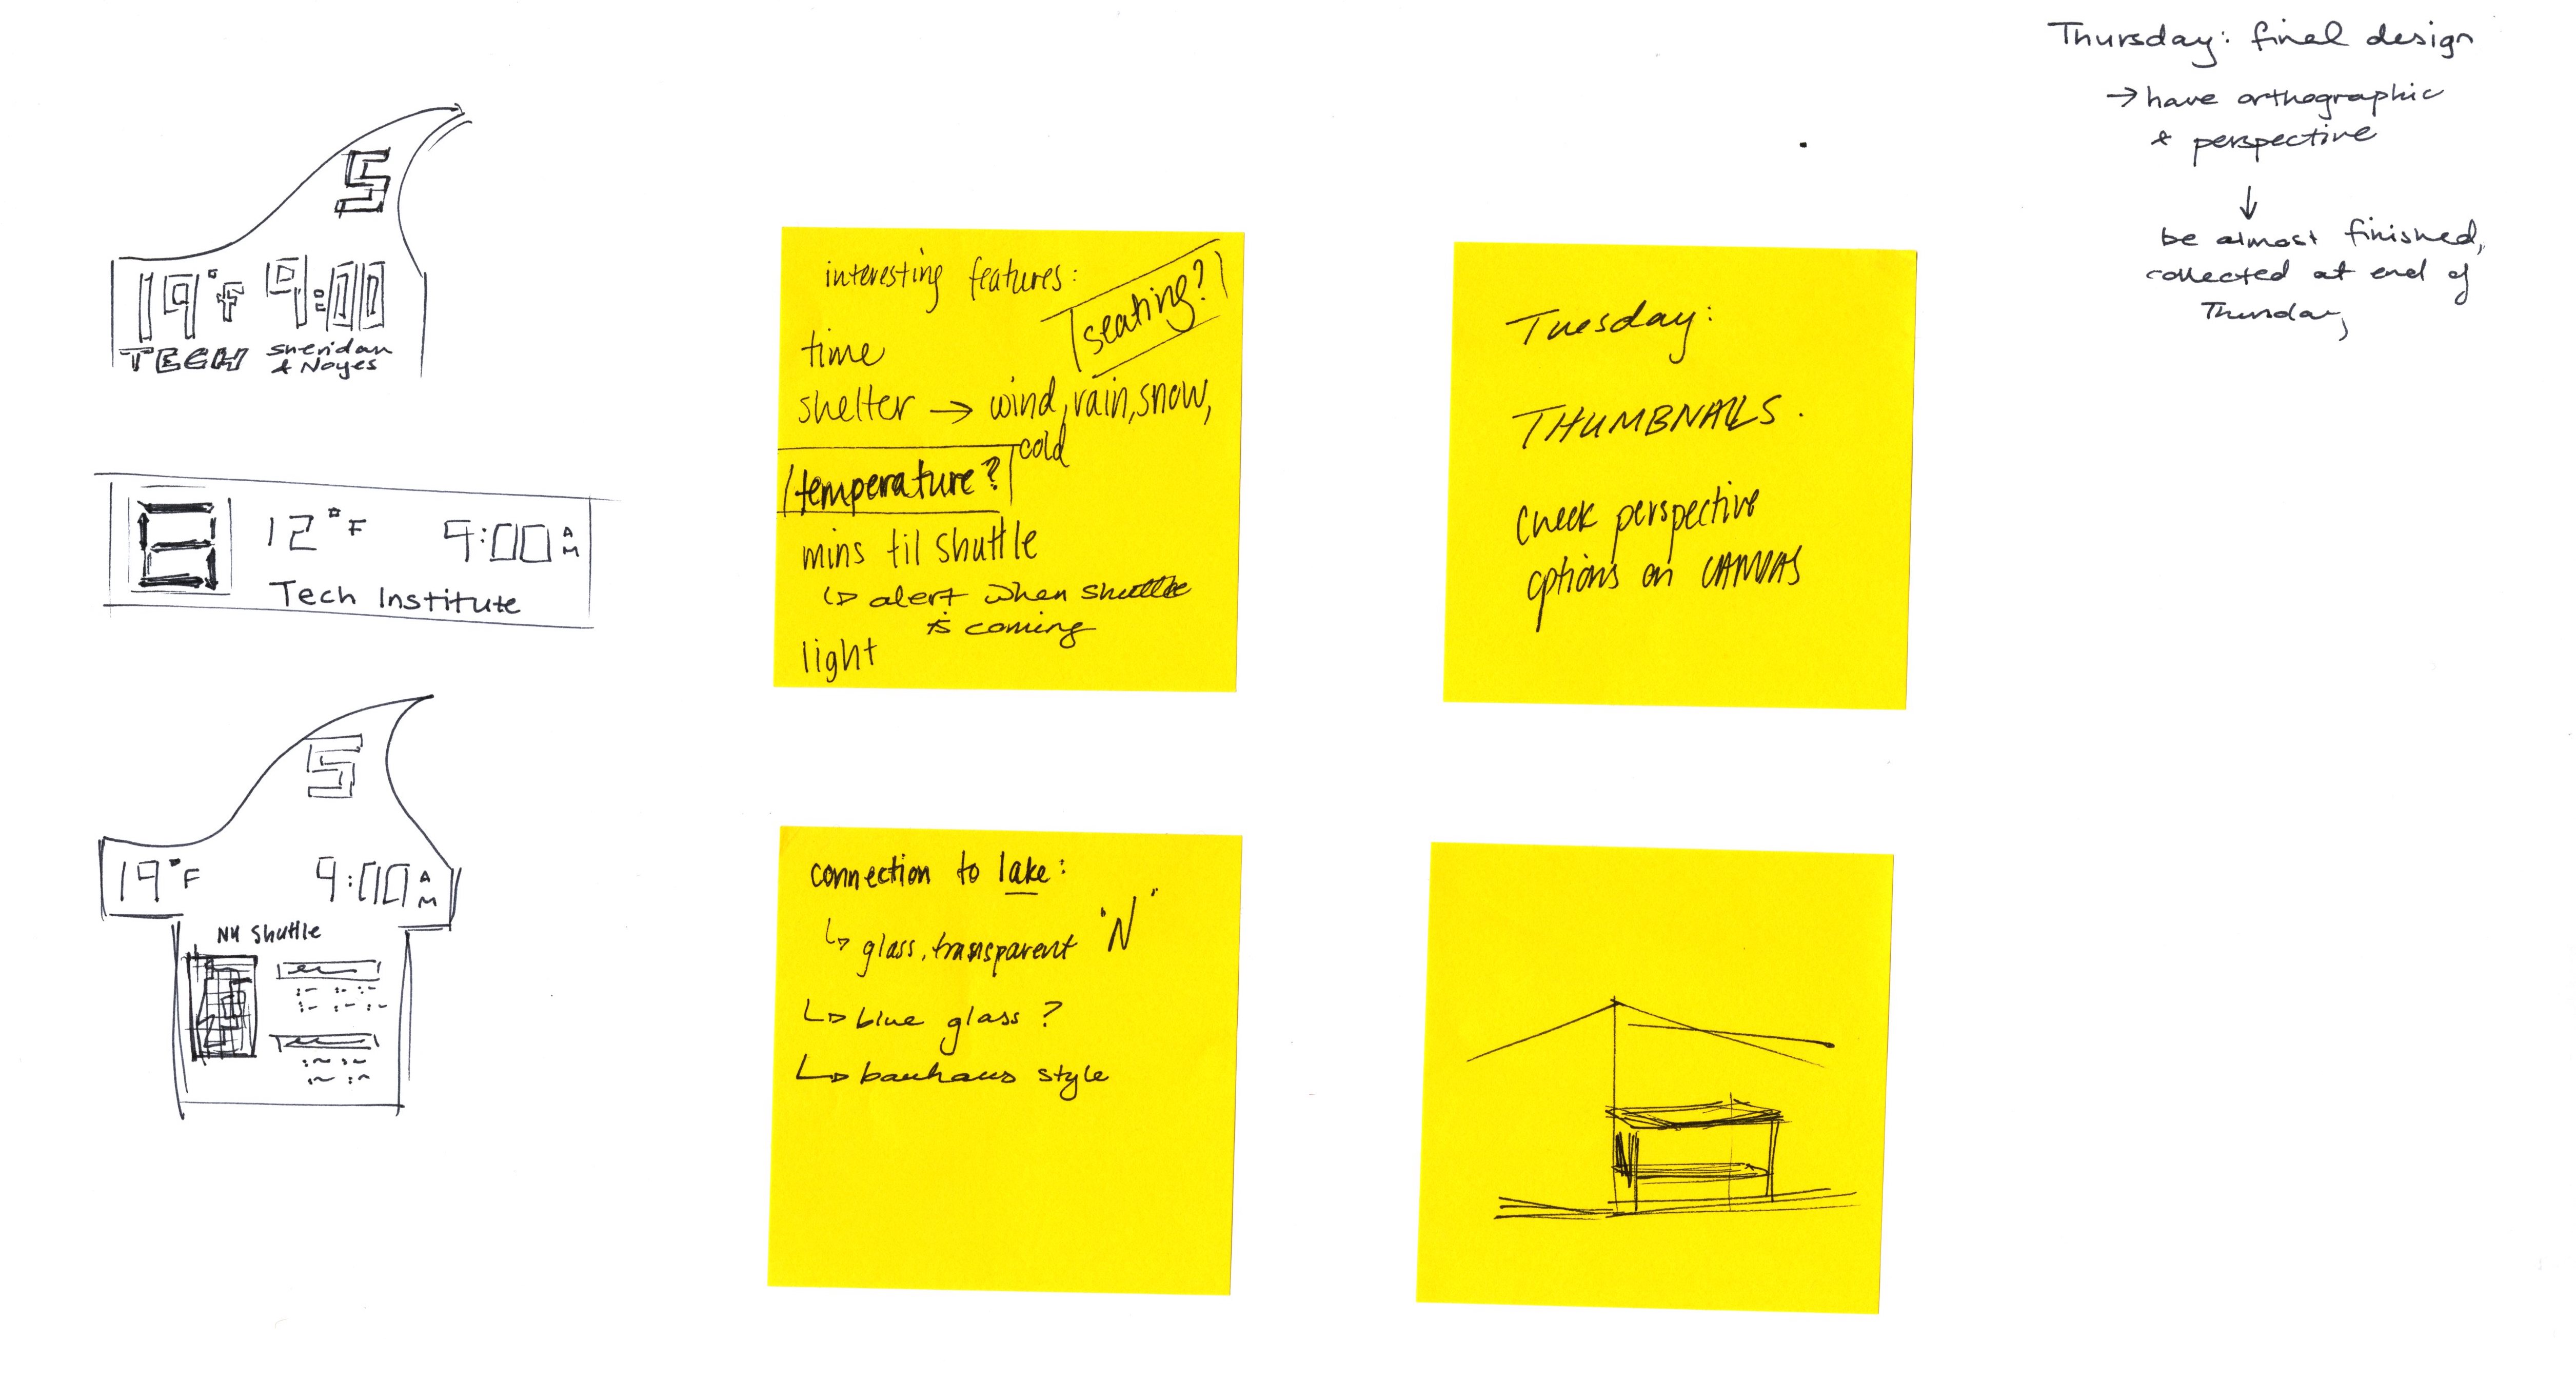 S
19°F 9:00
TECH Sheridan
& Noyes
12°F 9:00 AM
Tech Institute
S
19°F 9:00 AM
NU Shuttle
interesting features:
seating?
time
shelter → wind, rain, snow,
cold
temperature?
mins til shuttle
↳ alert when shuttle
is coming
light
connection to lake:
↳ glass, transparent "N"
↳ blue glass?
↳ bauhaus style
Tuesday:
THUMBNAILS.
Check perspective
options on CANVAS
N
Thursday: final design
→ have orthographic
& perspective
↓
be almost finished,
collected at end of
Thursday